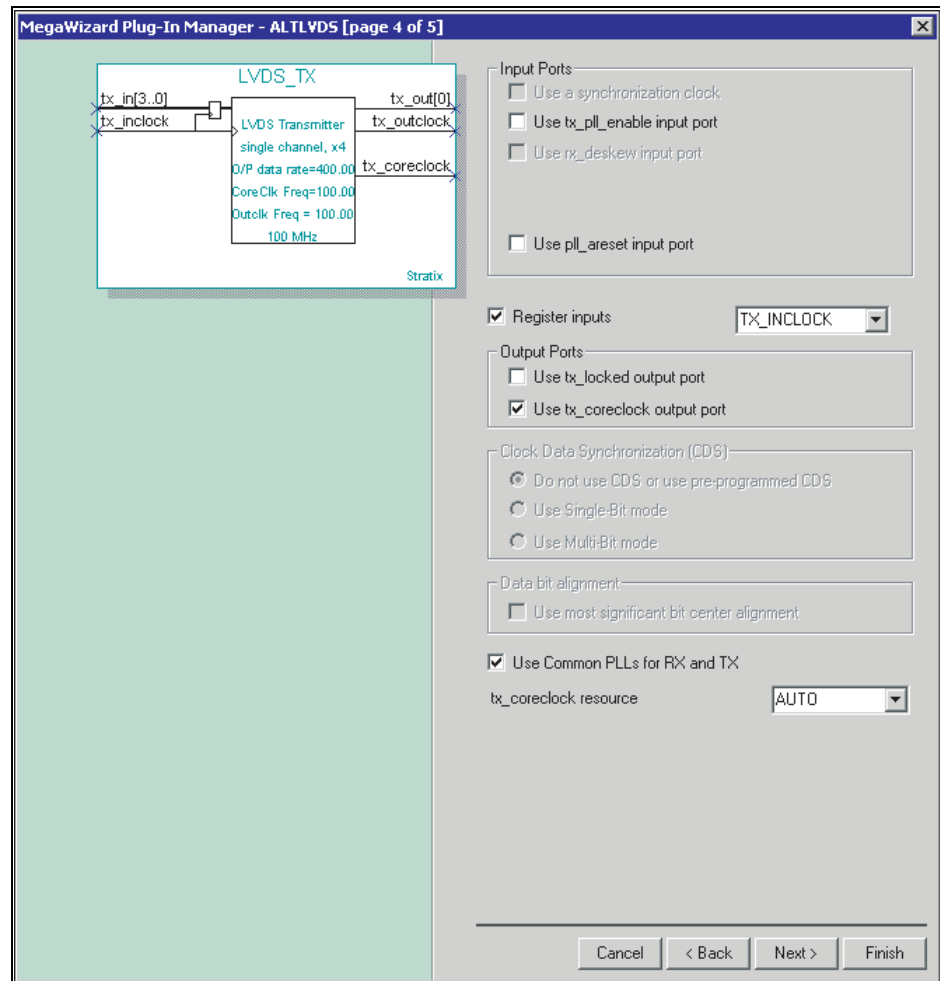 MegaWizard Plug-In Manager - ALTLVDS [page 4 of 5]
LVDS_TX
tx_in[3..0]
tx_out[0]
tx_inclock
tx_outclock
tx_coreclock
LVDS Transmitter
single channel, x4
O/P data rate=400.00
CoreClk Freq=100.00
Outclk Freq = 100.00
100 MHz
Stratix
Input Ports
Use a synchronization clock
Use tx_pll_enable input port
Use rx_deskew input port
Use pll_areset input port
Register inputs
TX_INCLOCK
Output Ports
Use tx_locked output port
Use tx_coreclock output port
Clock Data Synchronization (CDS)
Do not use CDS or use pre-programmed CDS
Use Single-Bit mode
Use Multi-Bit mode
Data bit alignment
Use most significant bit center alignment
Use Common PLLs for RX and TX
tx_coreclock resource
AUTO
Cancel
< Back
Next >
Finish